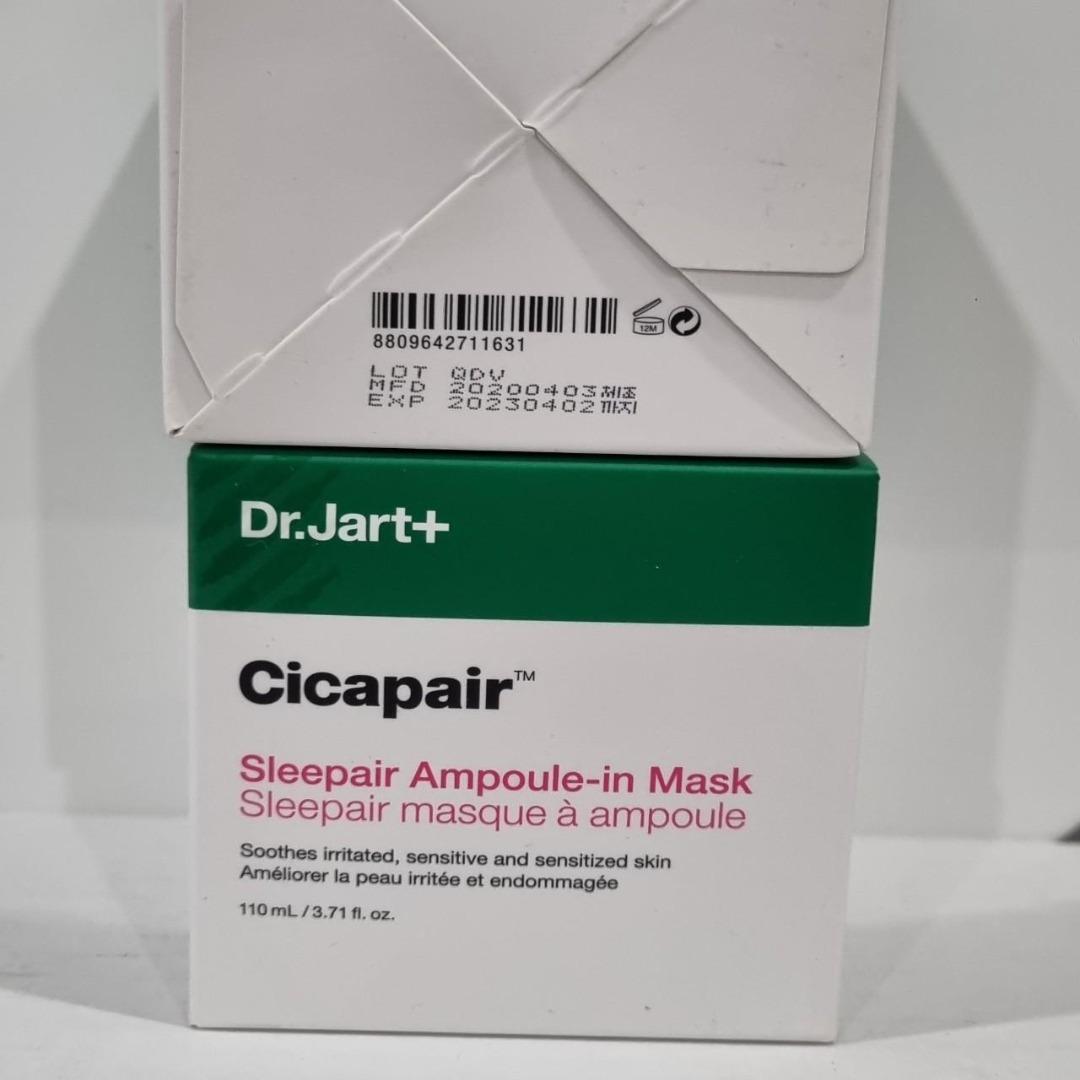 12M
8809642711631
LOT QDV
MFD 20200403제조
EXP 20230402까지
Dr.Jart+
Cicapair™
Sleepair Ampoule-in Mask
Sleepair masque à ampoule
Soothes irritated, sensitive and sensitized skin
Améliorer la peau irritée et endommagée
110 mL / 3.71 fl. oz.